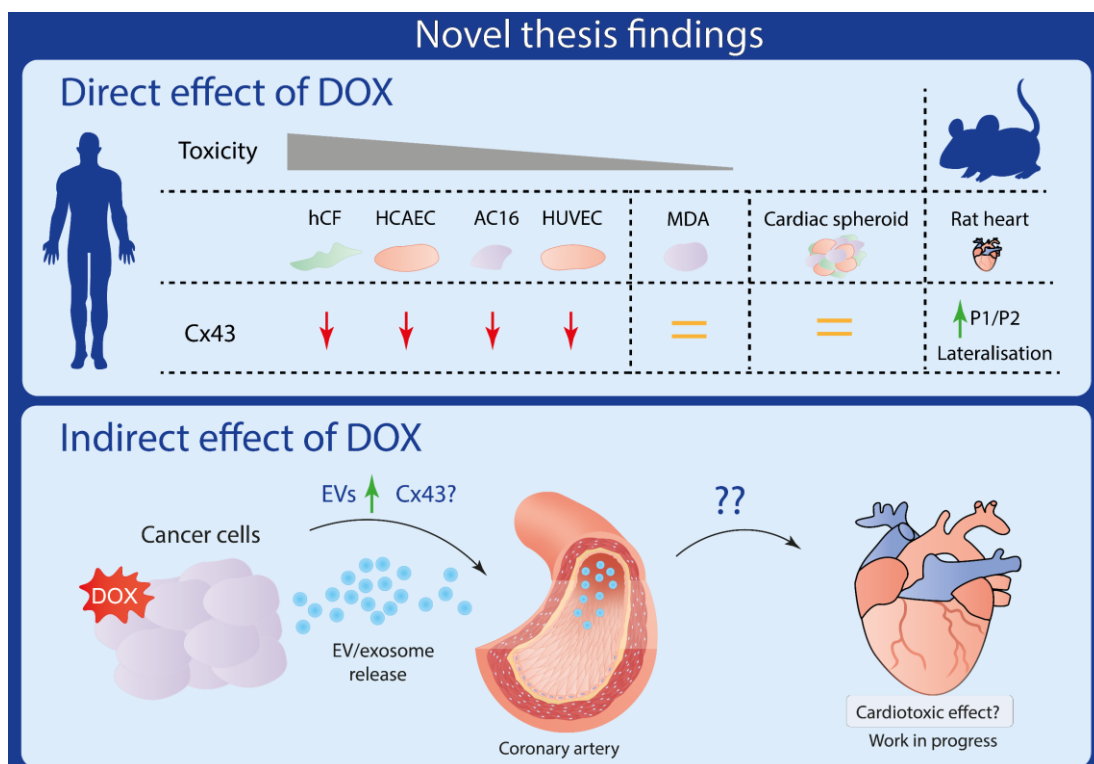 Novel thesis findings
Direct effect of DOX
Toxicity
hCF HCAEC AC16 HUVEC MDA Cardiac spheroid Rat heart
Cx43 = = P1/P2
Lateralisation
Indirect effect of DOX
EVs Cx43?
??
Cancer cells
DOX
EV/exosome
release
Coronary artery
Cardiotoxic effect?
Work in progress